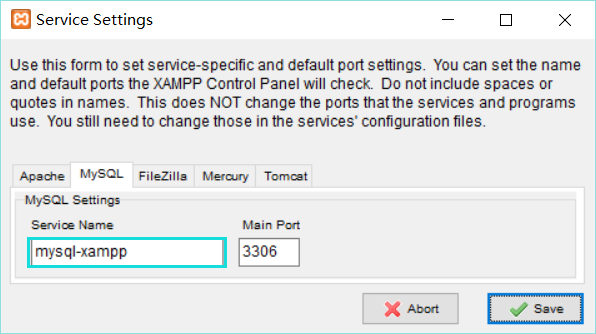 Service Settings
Use this form to set service-specific and default port settings.  You can set the name
and default ports the XAMPP Control Panel will check.  Do not include spaces or
quotes in names.  This does NOT change the ports that the services and programs
use.  You still need to change those in the services' configuration files.
Apache MySQL FileZilla Mercury Tomcat
MySQL Settings
Service Name Main Port
mysql-xampp 3306
Abort Save